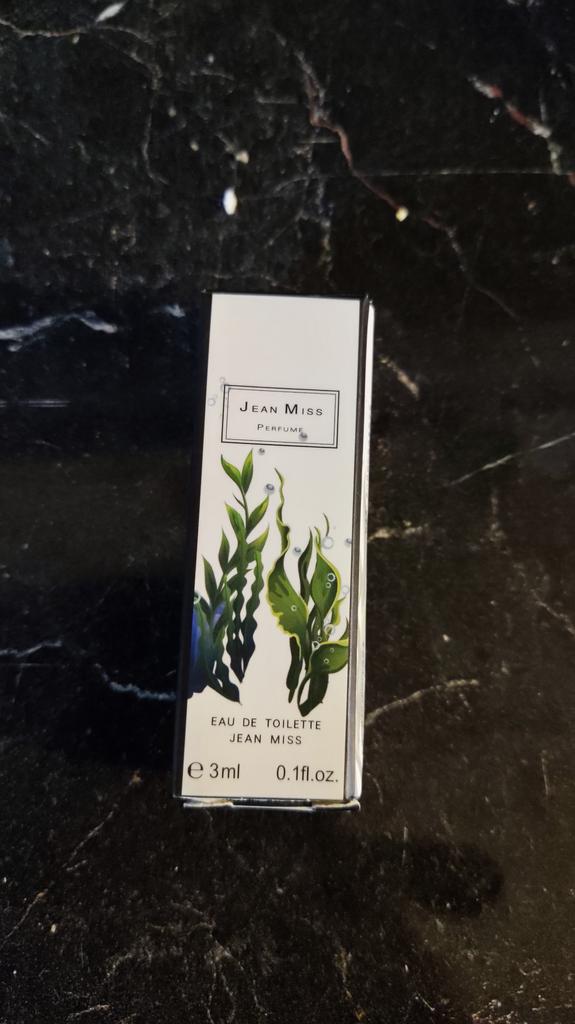 JEAN MISS
PERFUME
EAU DE TOILETTE
JEAN MISS
℮ 3ml 0.1fl.oz.